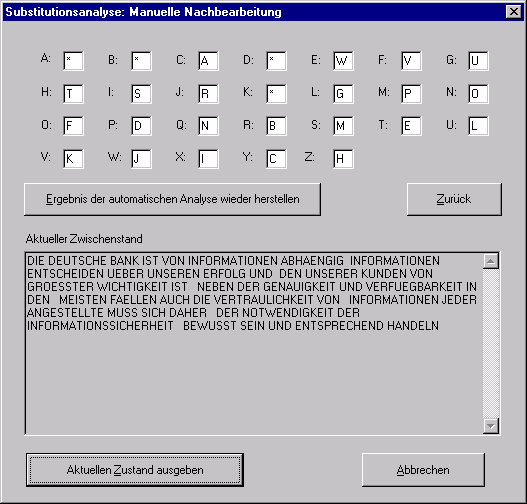 Substitutionsanalyse: Manuelle Nachbearbeitung
A: * B: * C: A D: * E: W F: V G: U
H: T I: S J: R K: * L: G M: P N: O
O: F P: D Q: N R: B S: M T: E U: L
V: K W: J X: I Y: C Z: H
Ergebnis der automatischen Analyse wieder herstellen Zurück
Aktueller Zwischenstand
DIE DEUTSCHE BANK IST VON INFORMATIONEN ABHAENGIG INFORMATIONEN
ENTSCHEIDEN UEBER UNSEREN ERFOLG UND DEN UNSERER KUNDEN VON
GROESSTER WICHTIGKEIT IST NEBEN DER GENAUIGKEIT UND VERFUEGBARKEIT IN
DEN MEISTEN FAELLEN AUCH DIE VERTRAULICHKEIT VON INFORMATIONEN JEDER
ANGESTELLTE MUSS SICH DAHER DER NOTWENDIGKEIT DER
INFORMATIONSSICHERHEIT BEWUSST SEIN UND ENTSPRECHEND HANDELN
Aktuellen Zustand ausgeben Abbrechen